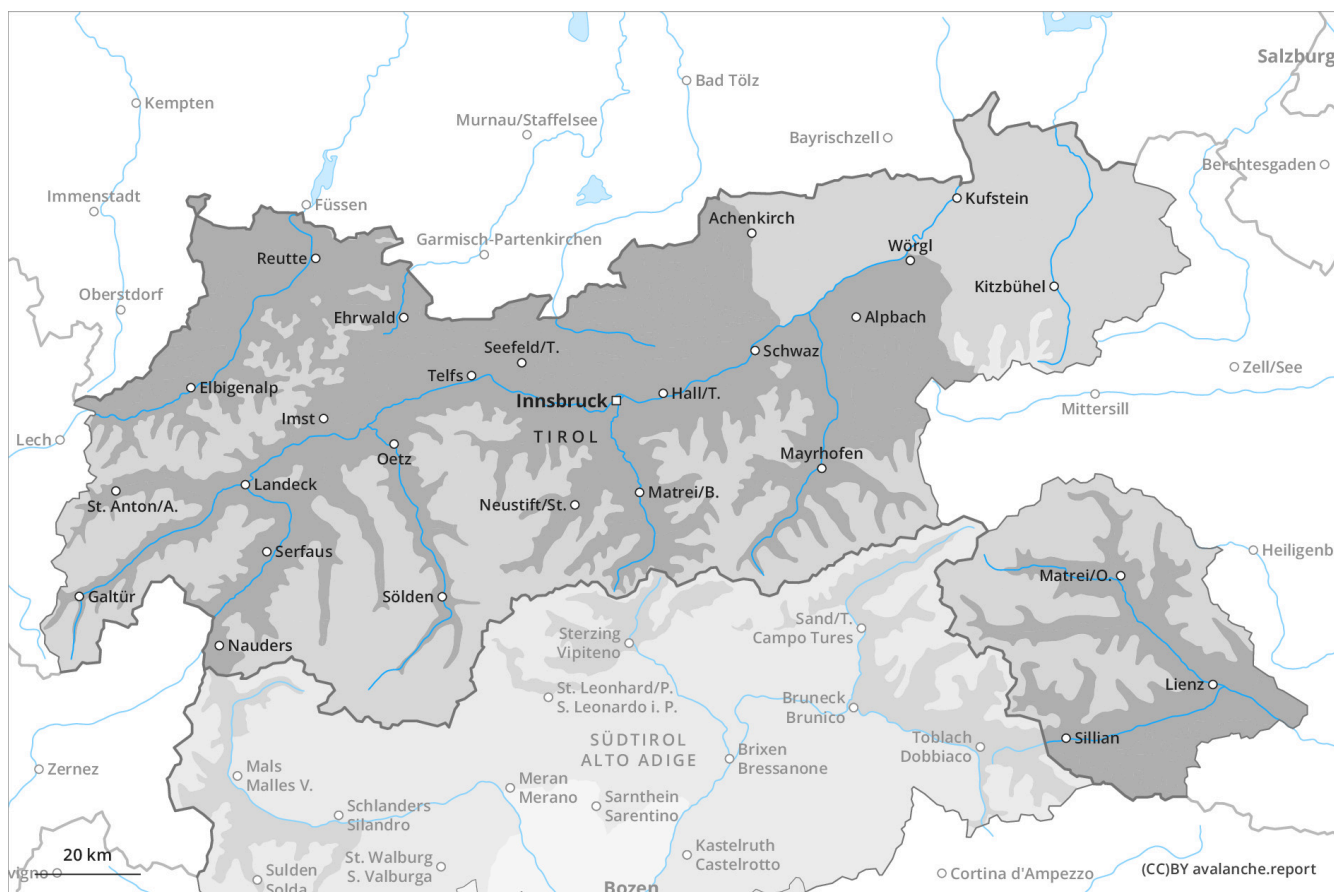 Salzburg
Bad Tölz
Kempten
Murnau/Staffelsee
Bayrischzell
Berchtesgaden
Immenstadt
Füssen
Kufstein
Achenkirch
Garmisch-Partenkirchen
Reutte
Wörgl
Oberstdorf
Kitzbühel
Ehrwald
Alpbach
Seefeld/T.
Schwaz
Zell/See
Telfs
Elbigenalp
Innsbruck
Hall/T.
Mittersill
Imst
Lech
TIROL
Oetz
Mayrhofen
Landeck
Matrei/B.
St. Anton/A.
Neustift/St.
Serfaus
Heiligenb
Matrei/O.
Galtür
Sölden
Sand/T.
Campo Tures
Sterzing
Vipiteno
Nauders
Lienz
St. Leonhard/P.
S. Leonardo i. P.
Bruneck
Brunico
SÜDTIROL
ALTO ADIGE
Sillian
Toblach
Dobbiaco
Brixen
Bressanone
Zernez
Mals
Malles V.
Meran
Merano
Sarnthein
Sarentino
Schlanders
Silandro
Kastelruth
Castelrotto
20 km
St. Walburg
S. Valburga
vigno
Sulden
Solda
Cortina d'Ampezzo
(CC)BY avalanche.report
Bozen